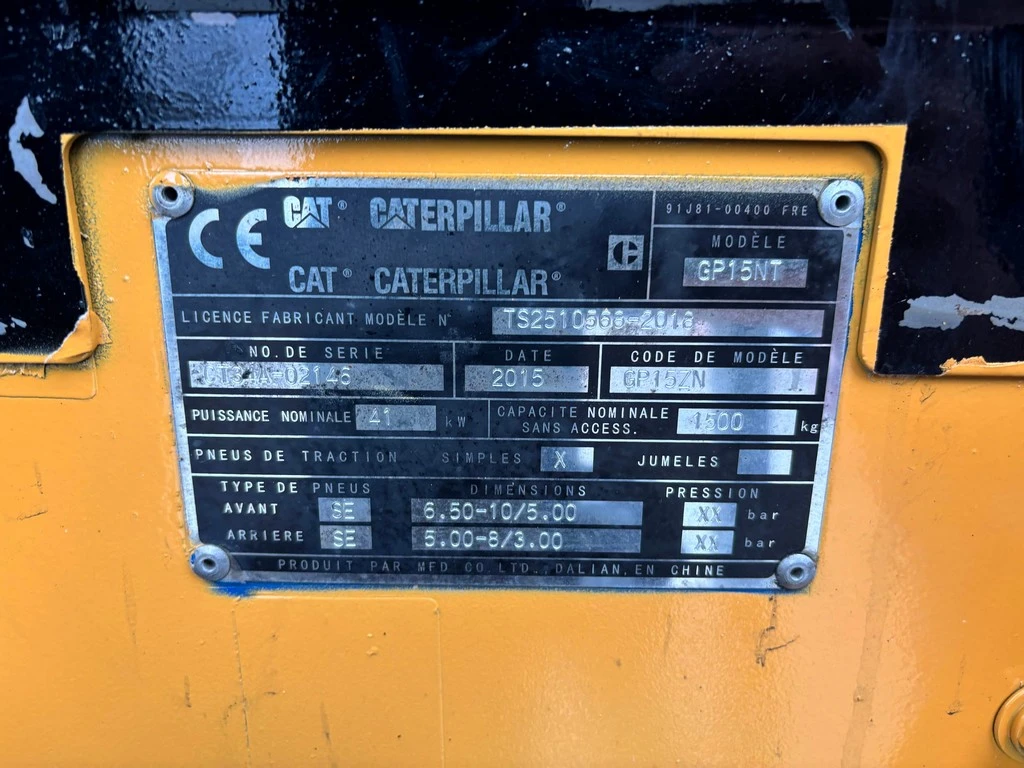 CE CAT® CATERPILLAR® 91J81-00400 FRE
CAT® CATERPILLAR® C MODÈLE
GP15NT
LICENCE FABRICANT MODÈLE N°
NO. DE SERIE DATE CODE DE MODÈLE
2015 GP15ZN J
PUISSANCE NOMINALE 41 kW CAPACITE NOMINALE
SANS ACCESS. 1500 kg
PNEUS DE TRACTION SIMPLES X JUMELES
TYPE DE PNEUS DIMENSIONS PRESSION
AVANT SE 6.50-10/5.00 XX bar
ARRIERE SE 5.00-8/3.00 XX bar
PRODUIT PAR MFD CO.LTD., DALIAN, EN CHINE